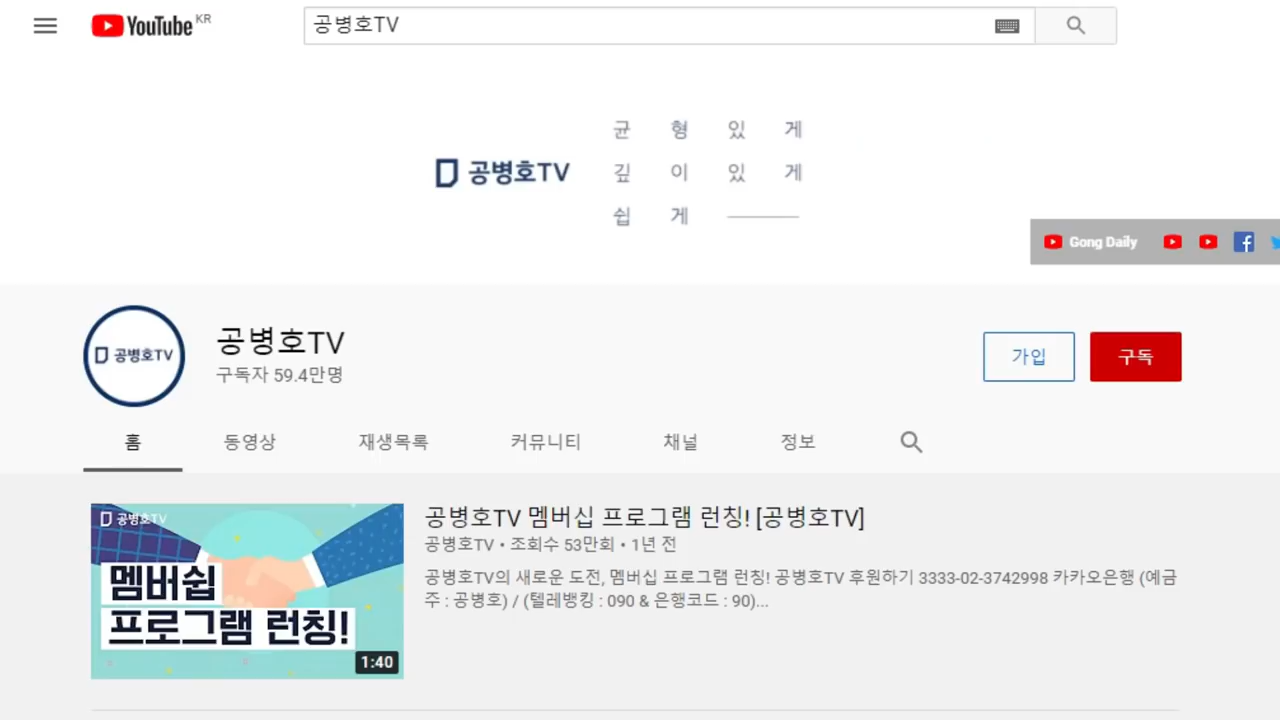 YouTube KR
공병호TV
균 형 있 게
공병호TV
깊 이 있 게
쉽 게
Gong Daily
공병호TV
공병호TV
구독자 59.4만명
가입
구독
홈
동영상
재생목록
커뮤니티
채널
정보
공병호TV
멤버쉽
프로그램 런칭!
1:40
공병호TV 멤버십 프로그램 런칭! [공병호TV]
공병호TV • 조회수 53만회 • 1년 전
공병호TV의 새로운 도전, 멤버십 프로그램 런칭! 공병호TV 후원하기 3333-02-3742998 카카오은행 (예금
주 : 공병호) / (텔레뱅킹 : 090 & 은행코드 : 90)...